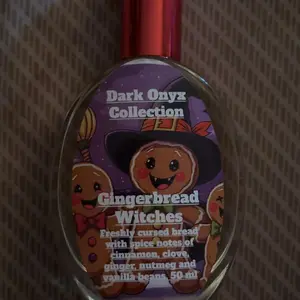 Dark Onyx
Collection
Gingerbread
Witches
Freshly cursed bread
with spice notes of
cinnamon, clove,
ginger, nutmeg and
vanilla beans. 50 ml